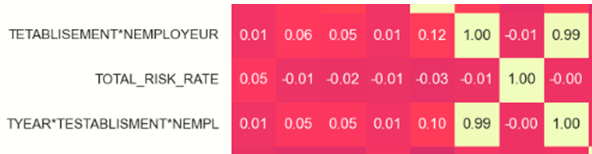 TETABLISEMENT*NEMPLOYEUR 0.01 0.06 0.05 0.01 0.12 1.00 -0.01 0.99
TOTAL_RISK_RATE 0.05 -0.01 -0.02 -0.01 -0.03 -0.01 1.00 -0.00
TYEAR*TESTABLISMENT*NEMPL 0.01 0.05 0.05 0.01 0.10 0.99 -0.00 1.00